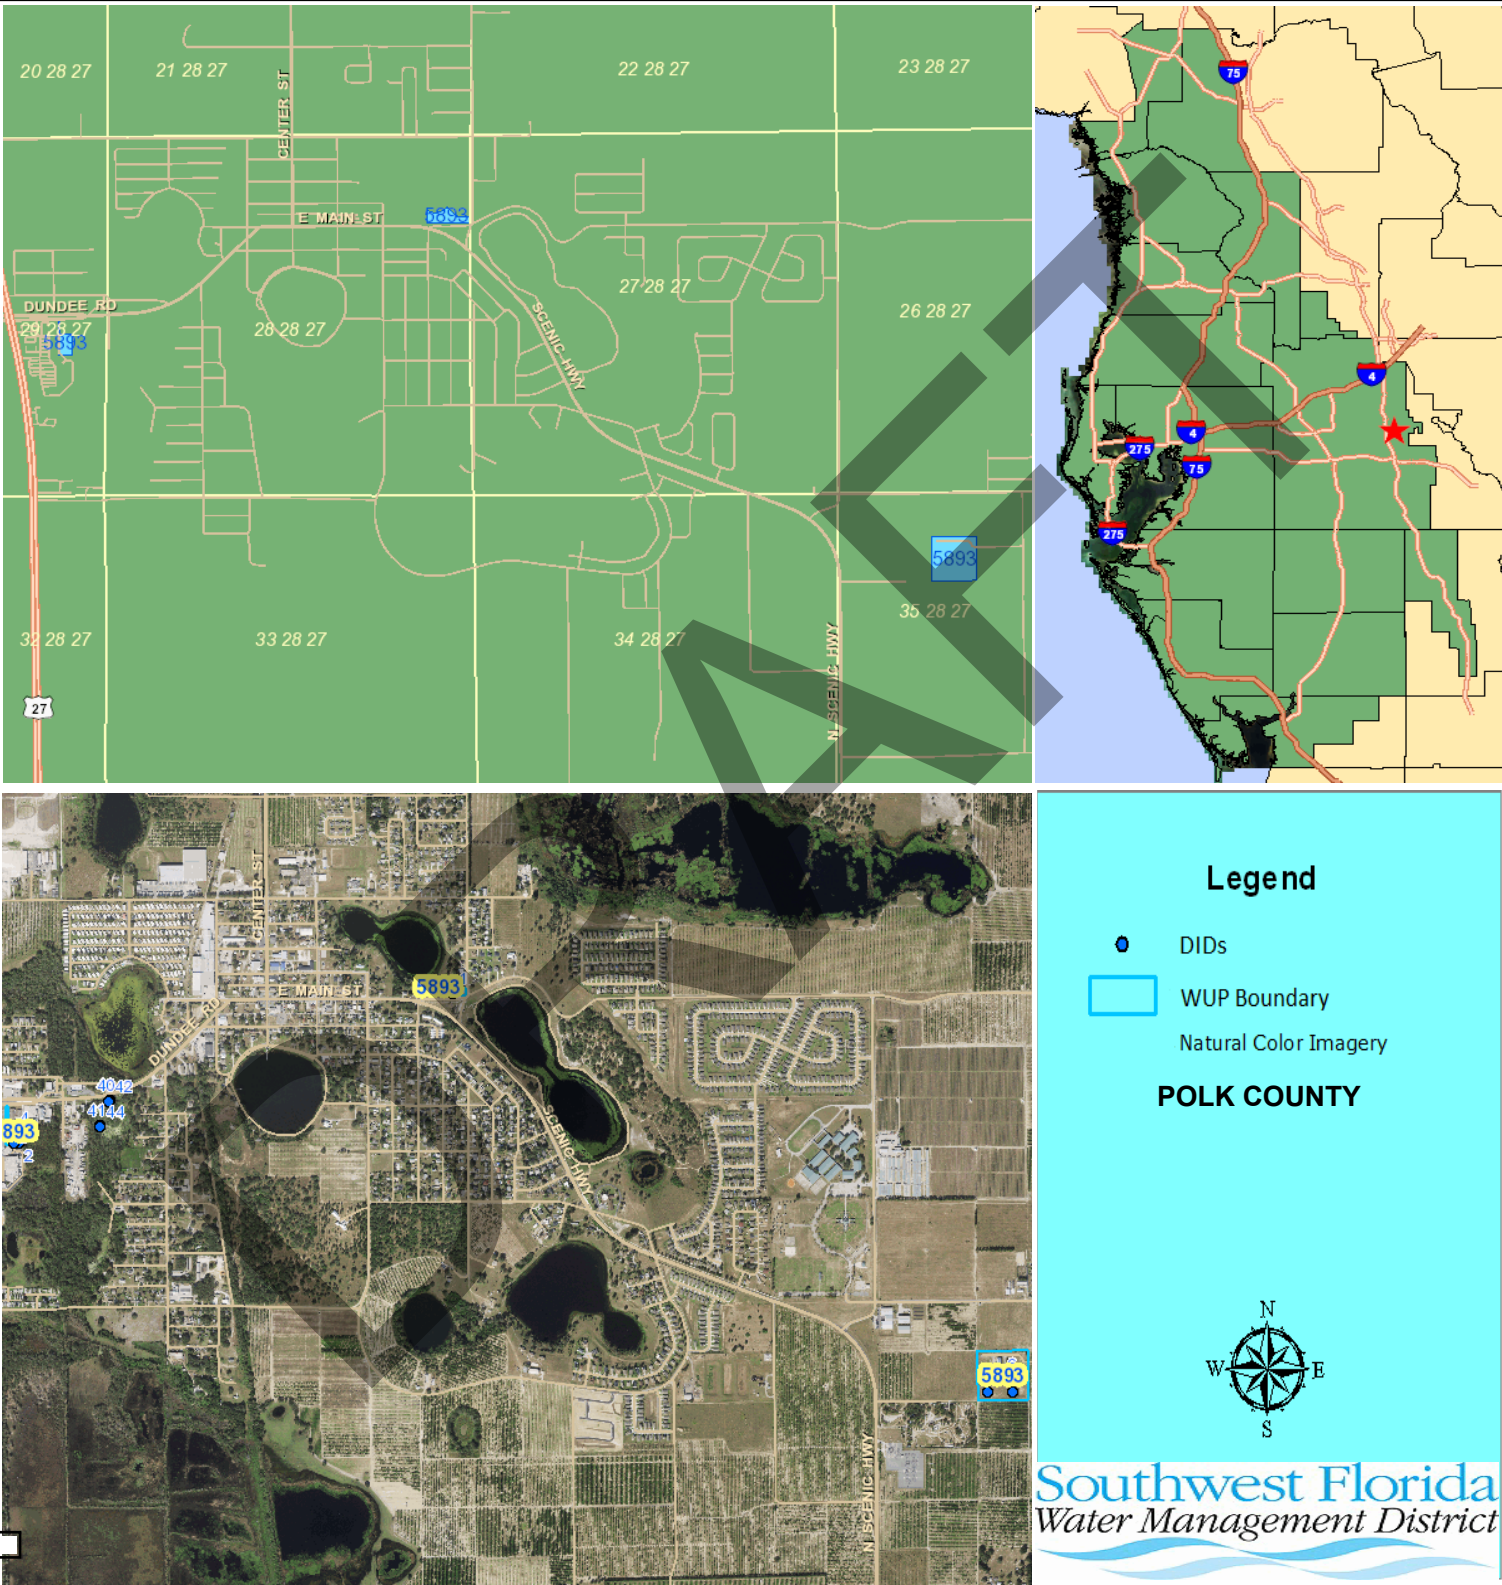 20 28 27
21 28 27
22 28 27
23 28 27
CENTER ST
E MAIN ST
5893
27 28 27
26 28 27
DUNDEE RD
29 28 27
5893
28 28 27
SCENIC HWY
5893
35 28 27
32 28 27
33 28 27
34 28 27
N SCENIC HWY
27
75
4
4
275
75
275
DRAFT
CENTER ST
5893
1
E MAIN ST
DUNDEE RD
4042
4144
4
893
2
SCENIC HWY
5893
N SCENIC HWY
Legend
DIDs
WUP Boundary
Natural Color Imagery
POLK COUNTY
N
W
E
S
Southwest Florida
Water Management District